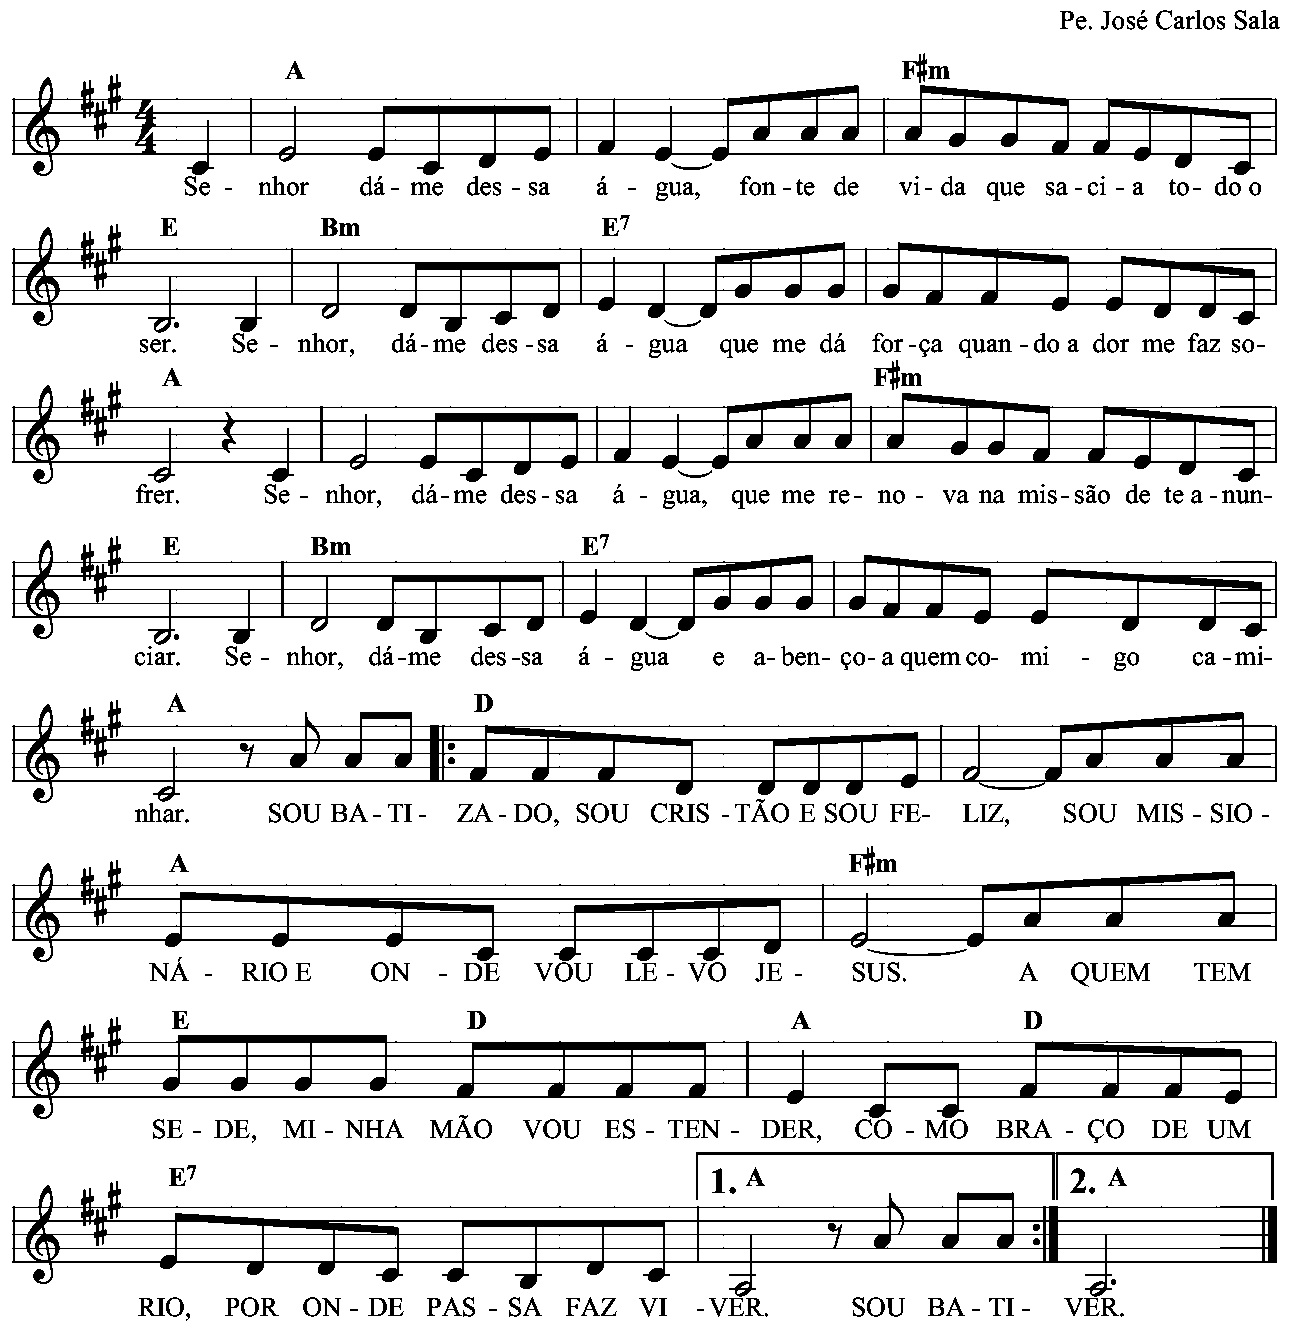 Pe. José Carlos Sala
A F#m
Se - nhor dá-me des-sa á-gua, fon-te de vi-da que sa-ci-a to-do o
E Bm E7
ser. Se - nhor, dá-me des-sa á - gua que me dá for-ça quan-do a dor me faz so-
A F#m
frer. Se - nhor, dá-me des-sa á - gua, que me re- no - va na mis-são de te a-nun-
E Bm E7
ciar. Se - nhor, dá-me des-sa á - gua e a-ben-ço-a quem co- mi - go ca-mi-
A D
nhar. SOU BA-TI- ZA-DO, SOU CRIS-TÃO E SOU FE- LIZ, SOU MIS-SIO-
A F#m
NÁ - RIO E ON - DE VOU LE-VO JE- SUS. A QUEM TEM
E D A D
SE-DE, MI-NHA MÃO VOU ES-TEN- DER, CO-MO BRA-ÇO DE UM
E7 1. A 2. A
RIO, POR ON-DE PAS-SA FAZ VI -VER. SOU BA-TI- VER.